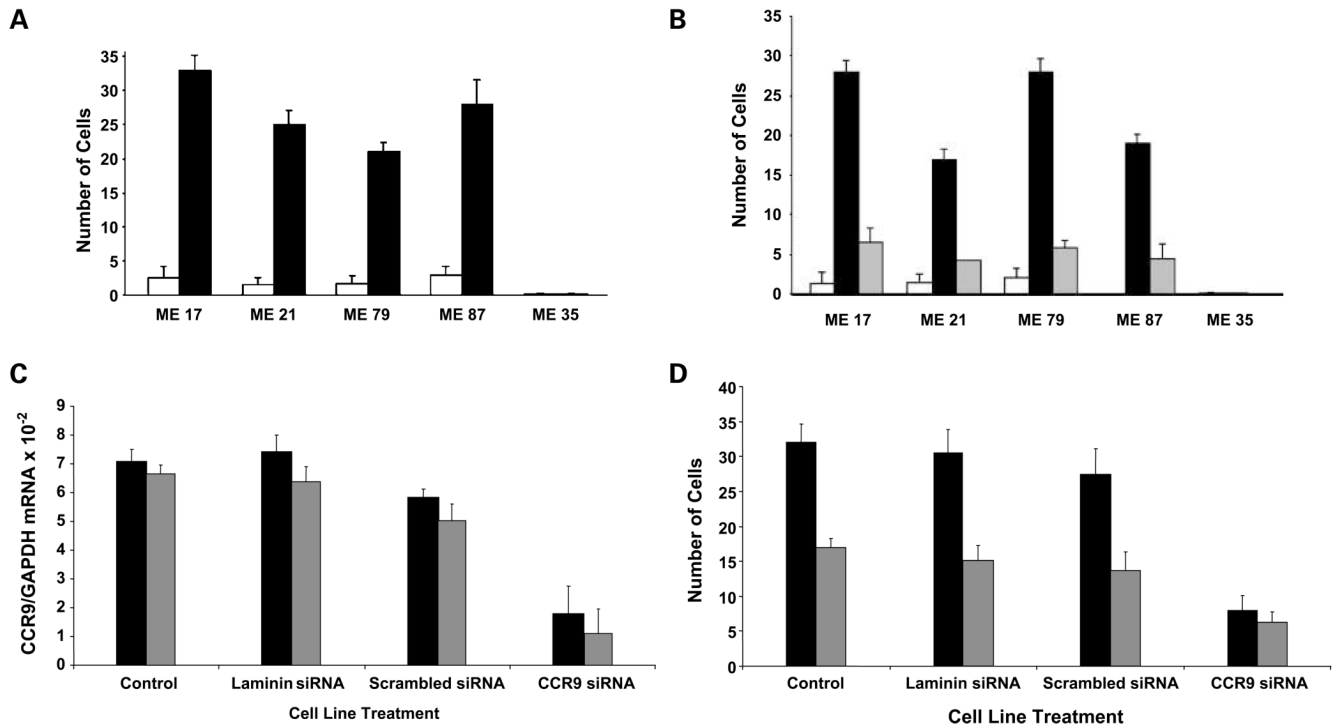 A
Number of Cells
35
30
25
20
15
10
5
0
ME 17 ME 21 ME 79 ME 87 ME 35
B
Number of Cells
35
30
25
20
15
10
5
0
ME 17 ME 21 ME 79 ME 87 ME 35
C
CCR9/GAPDH mRNA x 10-2
9
8
7
6
5
4
3
2
1
0
Control Laminin siRNA Scrambled siRNA CCR9 siRNA
Cell Line Treatment
D
Number of Cells
40
35
30
25
20
15
10
5
0
Control Laminin siRNA Scrambled siRNA CCR9 siRNA
Cell Line Treatment